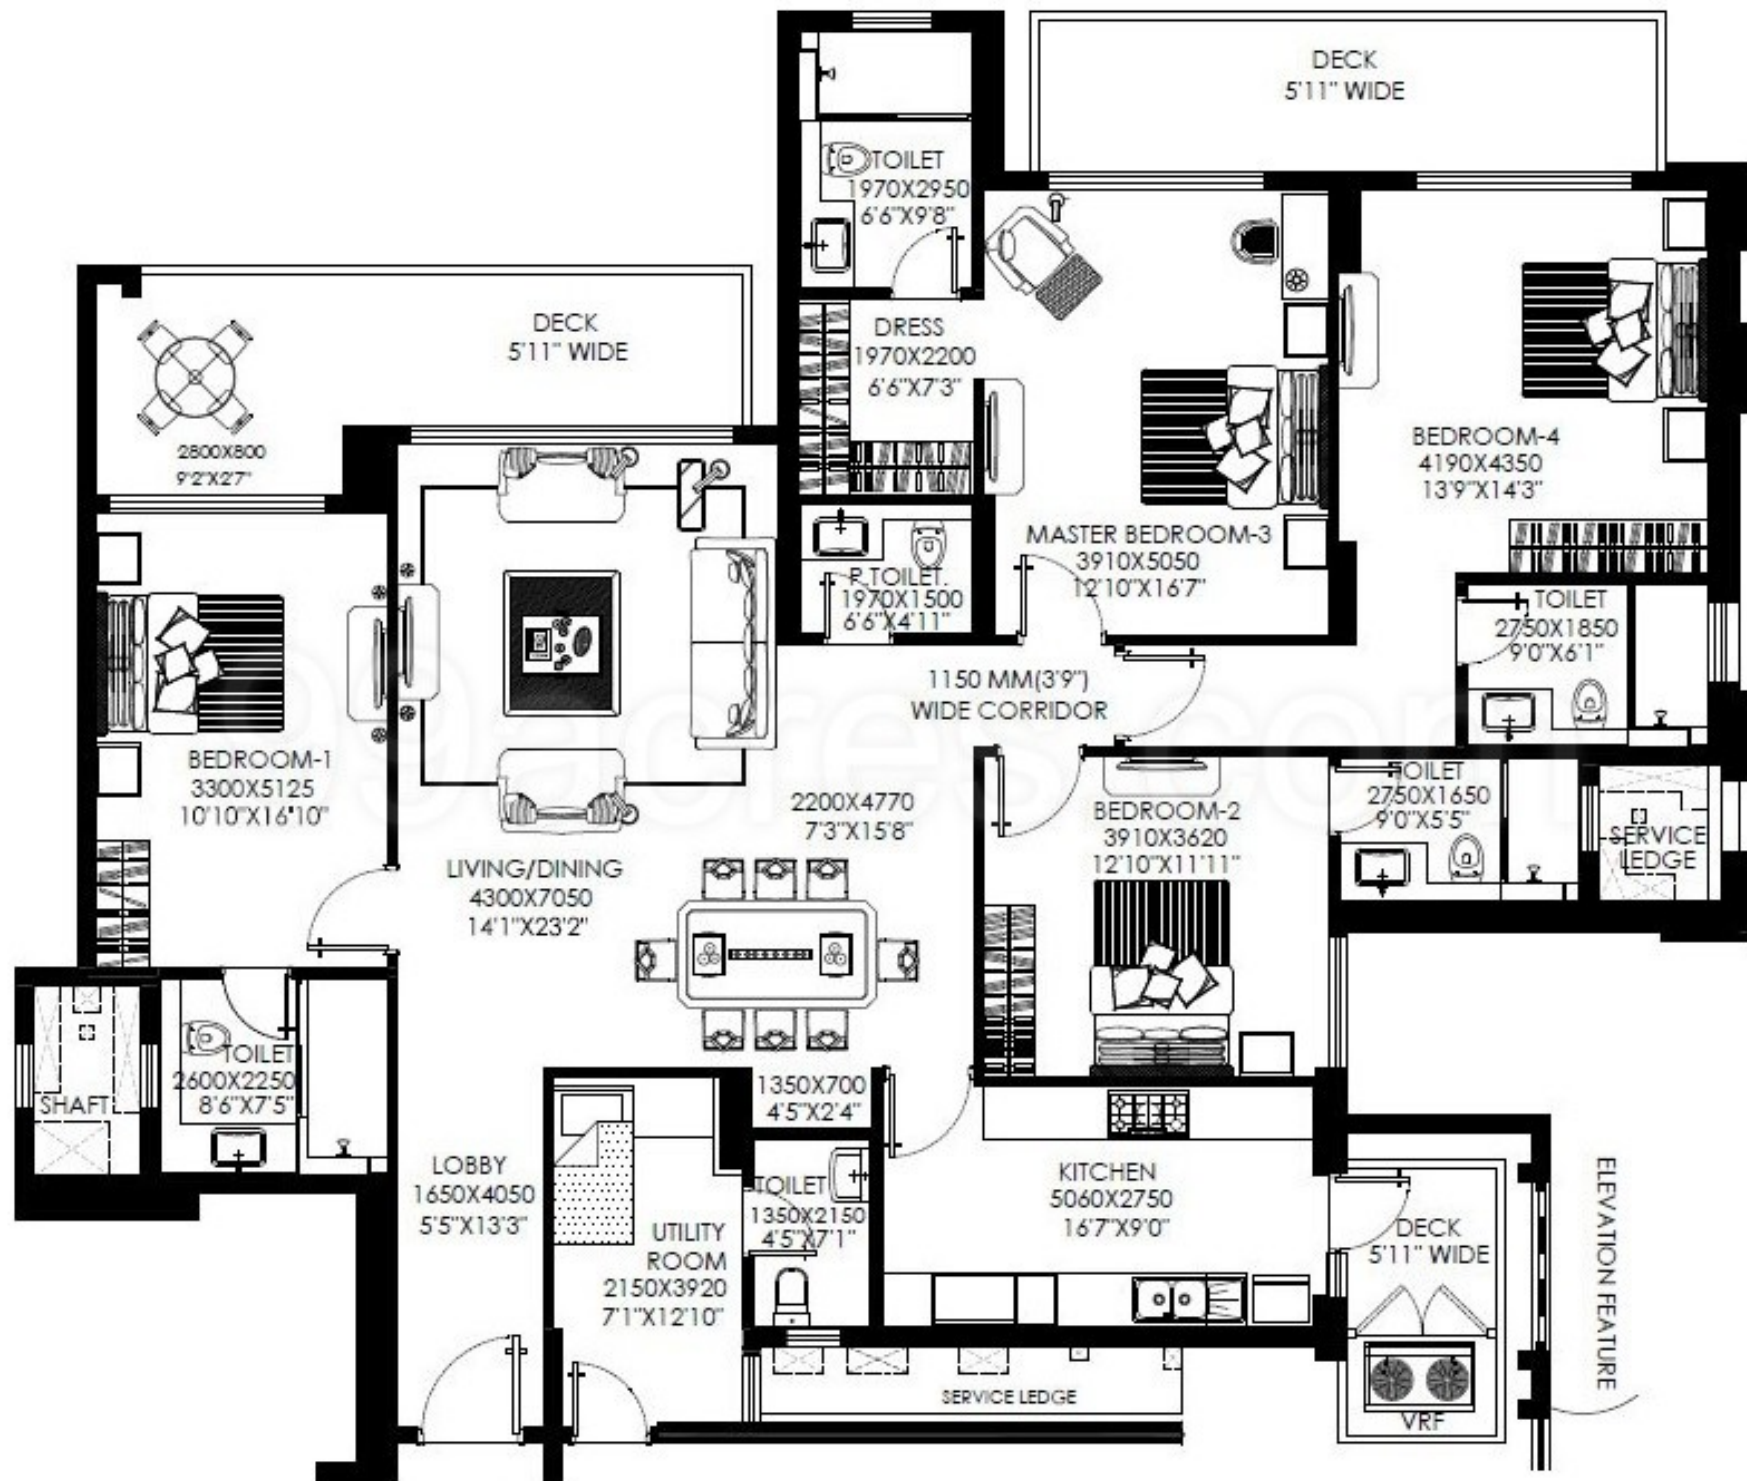 DECK
5'11" WIDE
TOILET
1970X2950
6'6"X9'8"
DECK
5'11" WIDE
DRESS
1970X2200
6'6"X7'3"
2800X800
9'2"X2'7"
BEDROOM-4
4190X4350
13'9"X14'3"
MASTER BEDROOM-3
3910X5050
12'10"X16'7"
P.TOILET.
1970X1500
6'6"X4'11"
TOILET
2750X1850
9'0"X6'1"
1150 MM(3'9")
WIDE CORRIDOR
99acres.com
BEDROOM-1
3300X5125
10'10"X16'10"
2200X4770
7'3"X15'8"
BEDROOM-2
3910X3620
12'10"X11'11"
TOILET
2750X1650
9'0"X5'5"
SERVICE
LEDGE
LIVING/DINING
4300X7050
14'1"X23'2"
TOILET
2600X2250
8'6"X7'5"
SHAFT
1350X700
4'5"X2'4"
LOBBY
1650X4050
5'5"X13'3"
TOILET
1350X2150
4'5"X7'1"
KITCHEN
5060X2750
16'7"X9'0"
UTILITY
ROOM
2150X3920
7'1"X12'10"
DECK
5'11" WIDE
ELEVATION FEATURE
SERVICE LEDGE
VRF